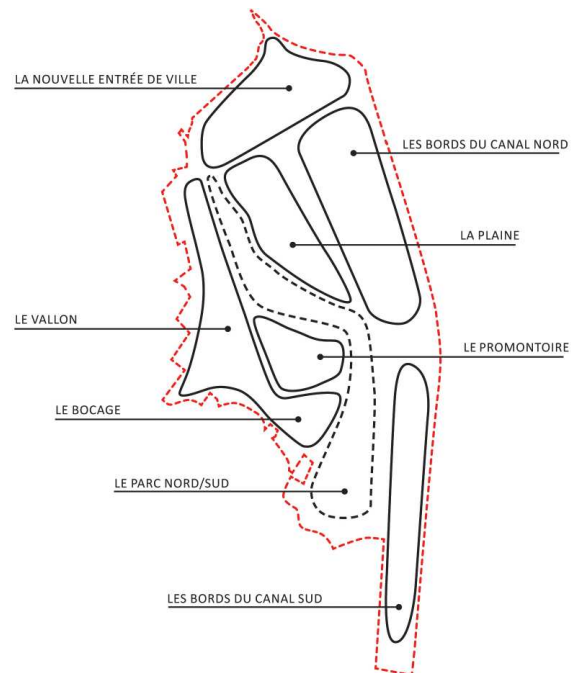 LA NOUVELLE ENTRÉE DE VILLE
LES BORDS DU CANAL NORD
LA PLAINE
LE VALLON
LE PROMONTOIRE
LE BOCAGE
LE PARC NORD/SUD
LES BORDS DU CANAL SUD